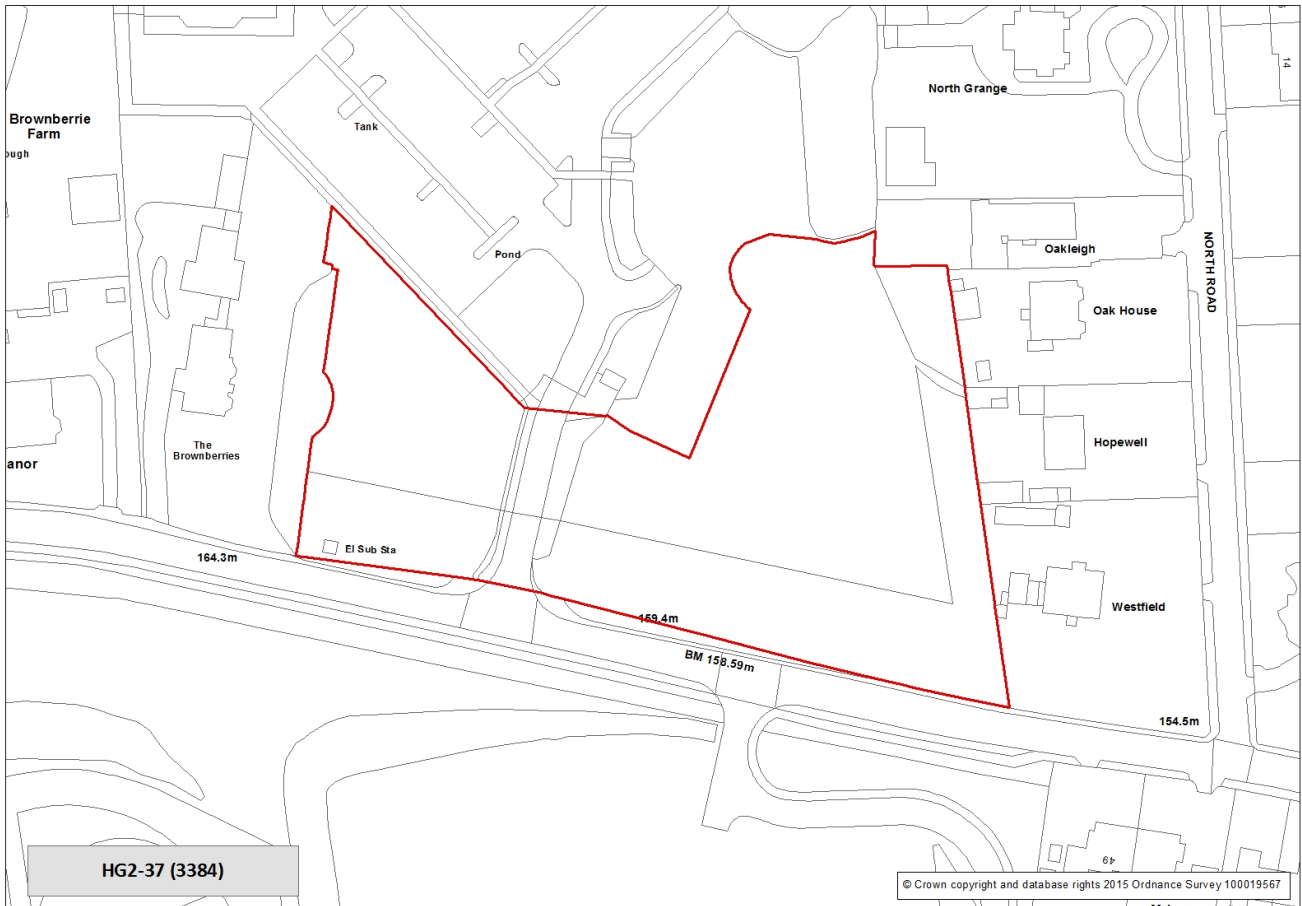 14
North Grange
Brownberrie
Farm
ough
Tank
Pond
Oakleigh
NORTH ROAD
Oak House
The
Brownberries
Hopewell
anor
El Sub Sta
164.3m
159.4m
BM 158.59m
Westfield
154.5m
HG2-37 (3384)
49
© Crown copyright and database rights 2015 Ordnance Survey 100019567